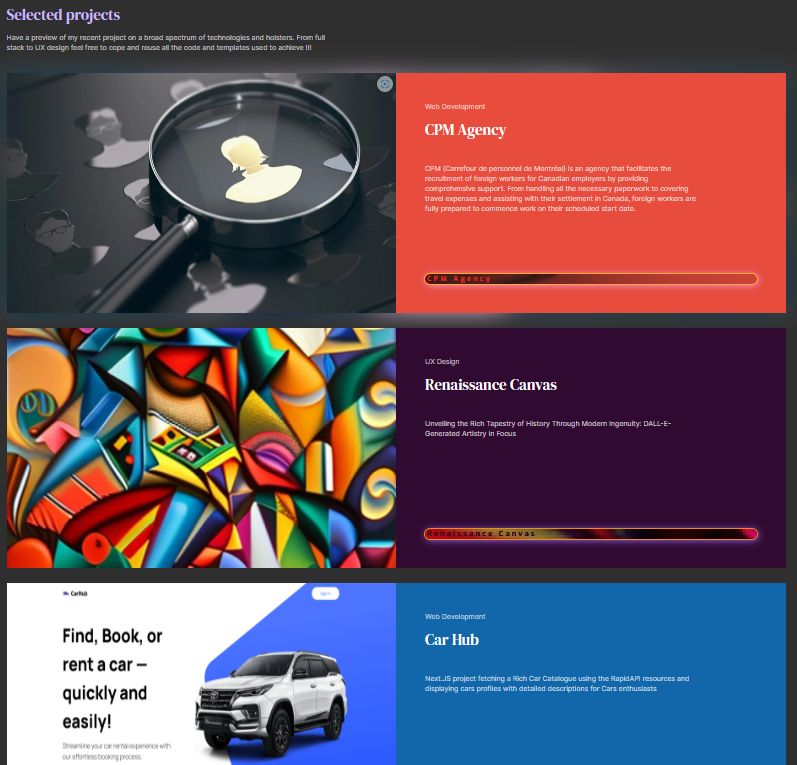 Selected projects
Have a preview of my recent project on a broad spectrum of technologies and holsters. From full
stack to UX design feel free to cope and reuse all the code and templates used to achieve !!!
Web Development
CPM Agency
CPM (Carrefour de personnel de Montréal) is an agency that facilitates the
recruitment of foreign workers for Canadian employers by providing
comprehensive support. From handling all the necessary paperwork to covering
travel expenses and assisting with their settlement in Canada, foreign workers are
fully prepared to commence work on their scheduled start date.
CPM Agency
UX Design
Renaissance Canvas
Unveiling the Rich Tapestry of History Through Modern Ingenuity: DALL-E-
Generated Artistry in Focus
Renaissance Canvas
CarHub
Sign in
Find, Book, or
rent a car —
quickly and
easily!
Streamline your car rental experience with
our effortless booking process.
Web Development
Car Hub
Next.JS project fetching a Rich Car Catalogue using the RapidAPI resources and
displaying cars profiles with detailed descriptions for Cars enthusiasts